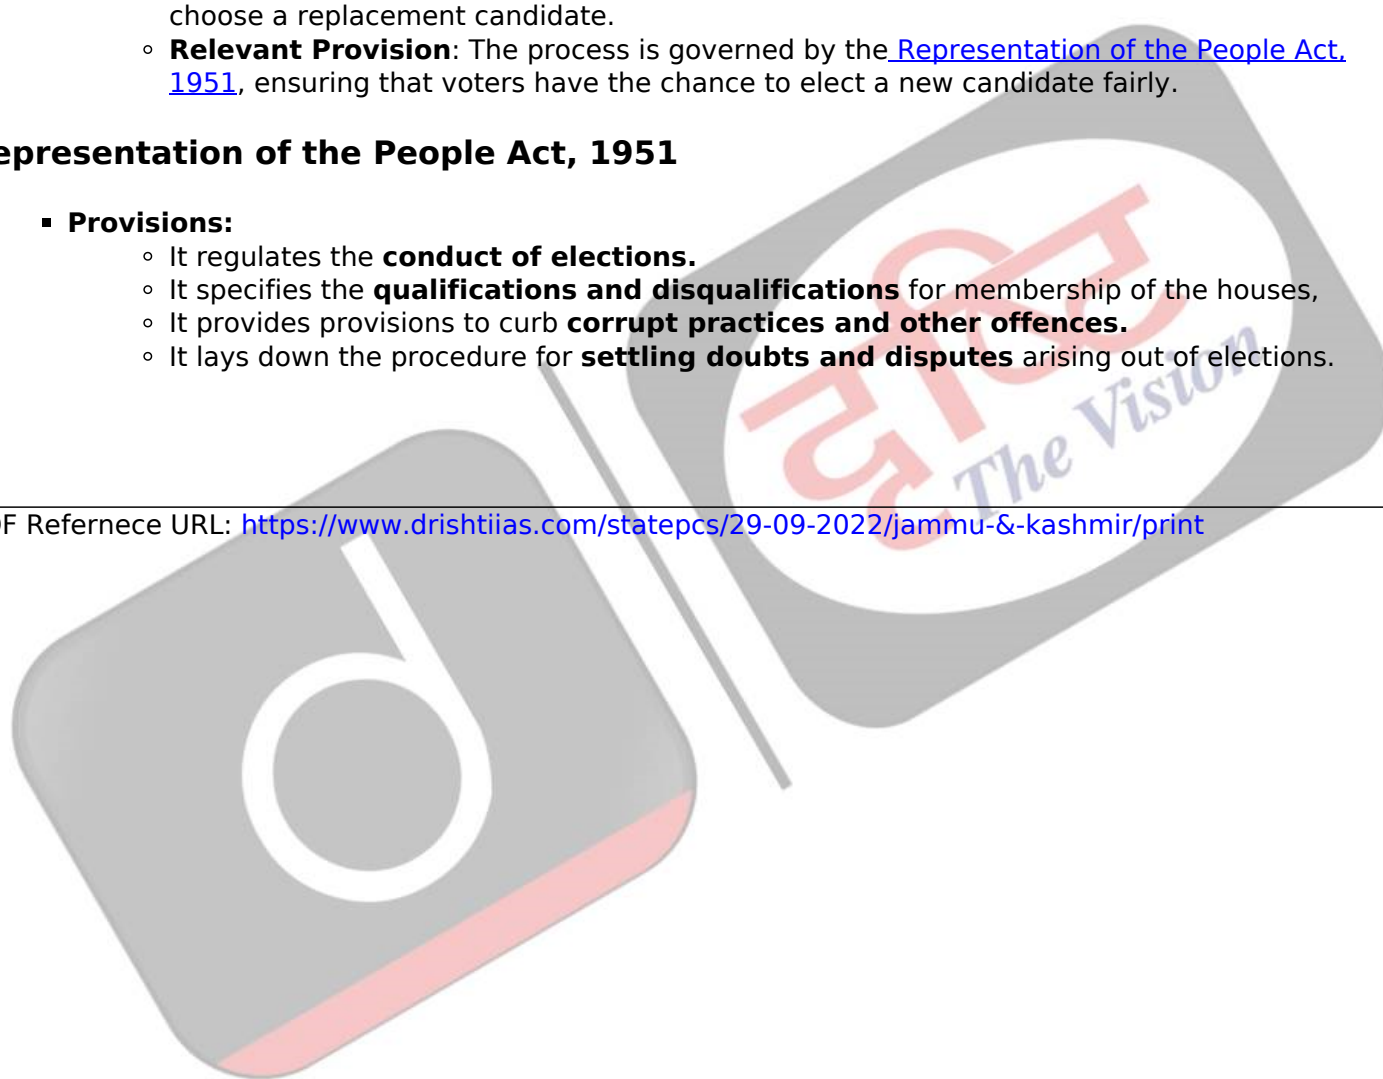 choose a replacement candidate.
◦ Relevant Provision: The process is governed by the Representation of the People Act,
1951, ensuring that voters have the chance to elect a new candidate fairly.
epresentation of the People Act, 1951
▪ Provisions:
◦ It regulates the conduct of elections.
◦ It specifies the qualifications and disqualifications for membership of the houses,
◦ It provides provisions to curb corrupt practices and other offences.
◦ It lays down the procedure for settling doubts and disputes arising out of elections.
दृष्टि
The Vision
DF Refernece URL: https://www.drishtiias.com/statepcs/29-09-2022/jammu-&-kashmir/print
d